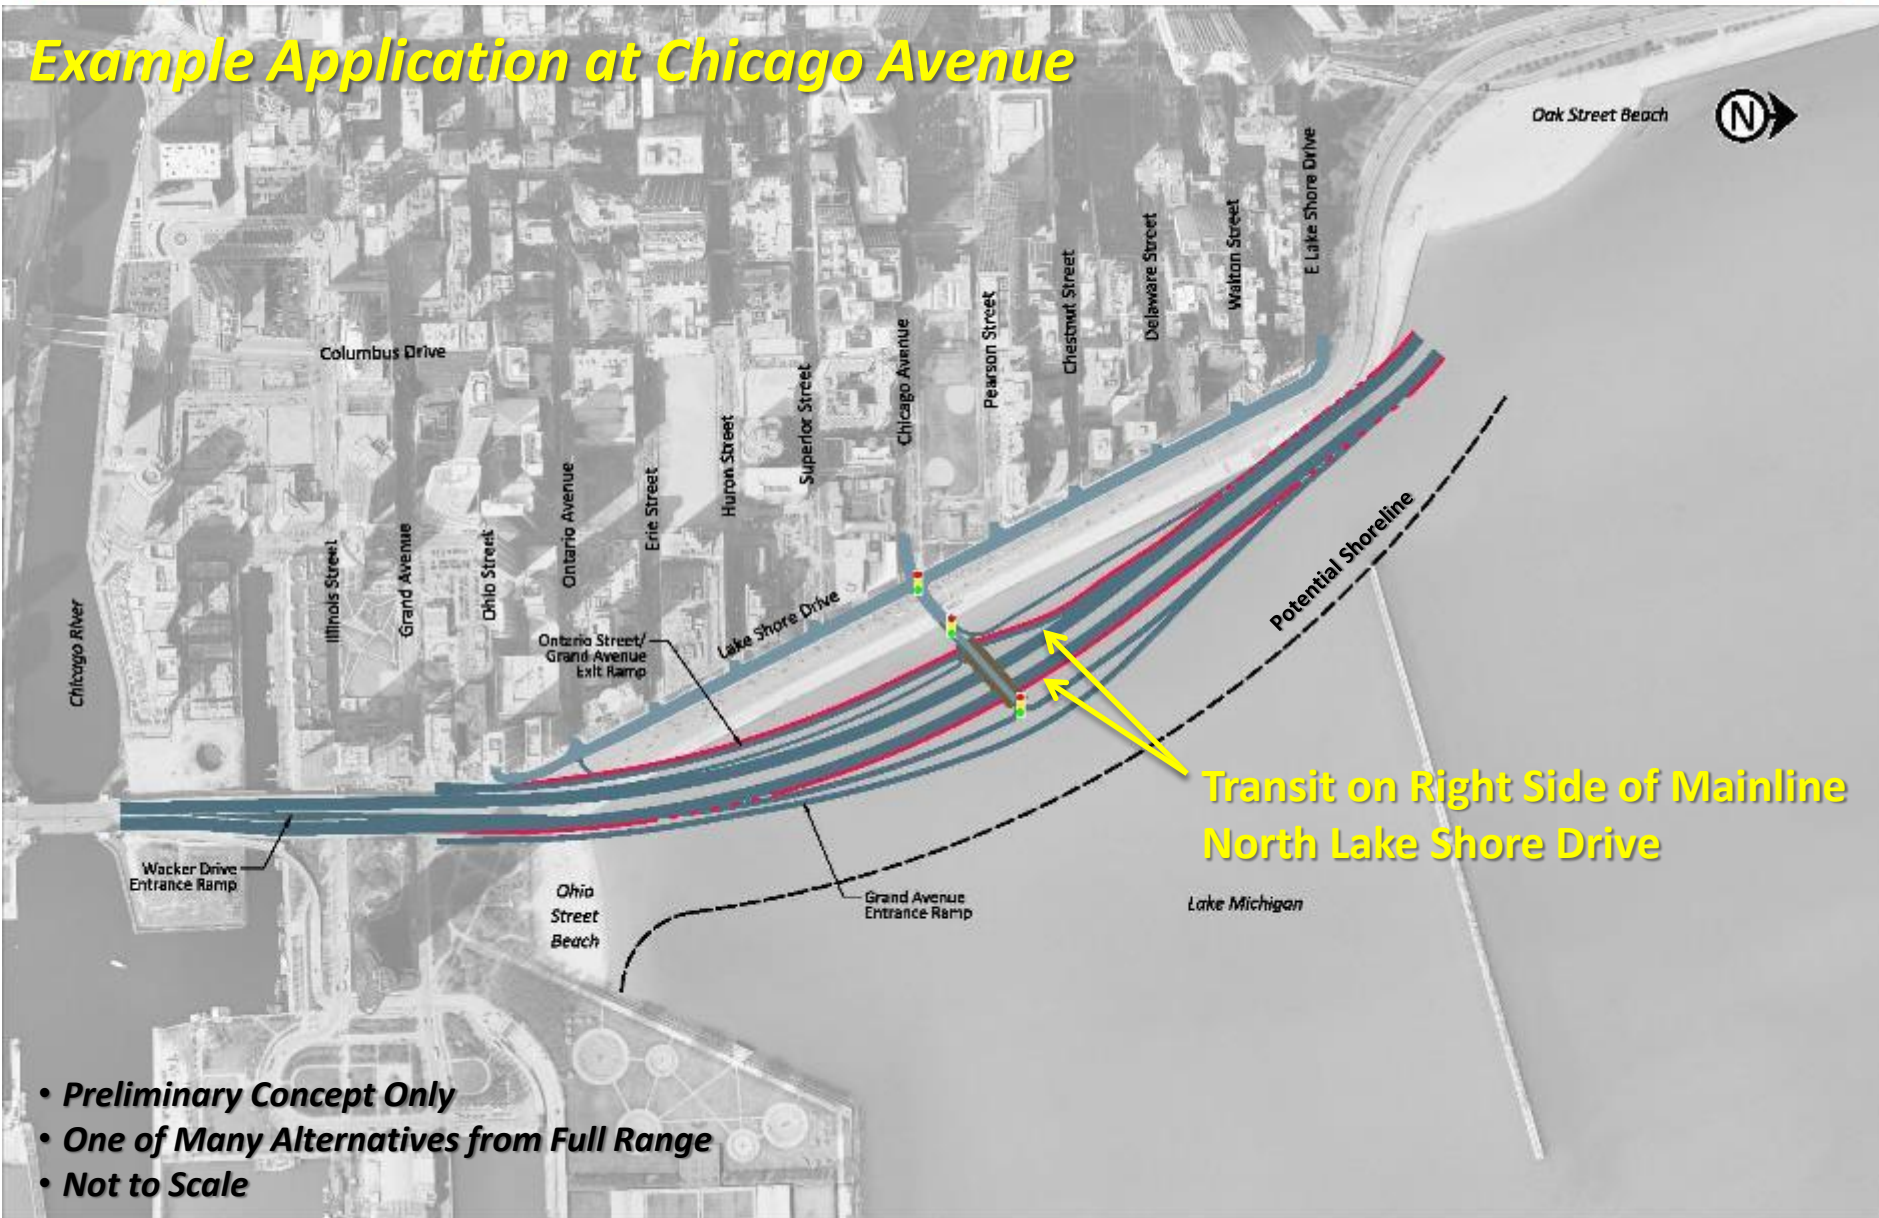 Example Application at Chicago Avenue
Oak Street Beach
N
E Lake Shore Drive
Walton Street
Delaware Street
Chestnut Street
Pearson Street
Chicago Avenue
Superior Street
Huron Street
Erie Street
Ontario Avenue
Ohio Street
Grand Avenue
Illinois Street
Columbus Drive
Chicago River
Lake Shore Drive
Ontario Street/
Grand Avenue
Exit Ramp
Potential Shoreline
Transit on Right Side of Mainline
North Lake Shore Drive
Wacker Drive
Entrance Ramp
Ohio
Street
Beach
Grand Avenue
Entrance Ramp
Lake Michigan
• Preliminary Concept Only
• One of Many Alternatives from Full Range
• Not to Scale